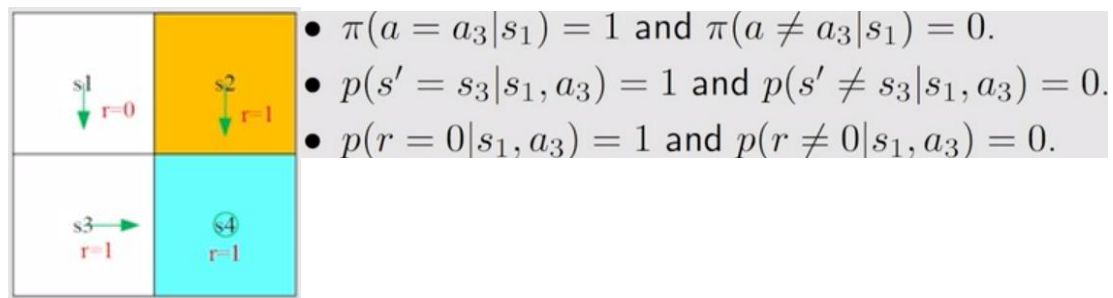 s1
r=0
s2
r=1
s3
r=1
s4
r=1
• π(a = a₃|s₁) = 1 and π(a ≠ a₃|s₁) = 0.
• p(s′ = s₃|s₁, a₃) = 1 and p(s′ ≠ s₃|s₁, a₃) = 0.
• p(r = 0|s₁, a₃) = 1 and p(r ≠ 0|s₁, a₃) = 0.